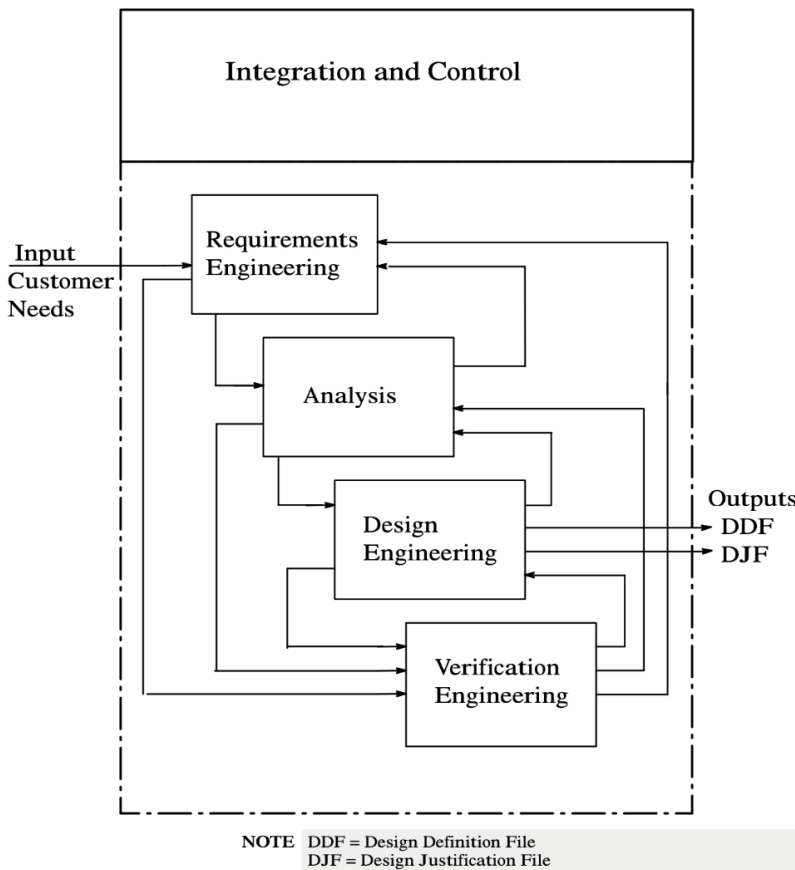 Integration and Control
Requirements
Engineering
Input
Customer
Needs
Analysis
Design
Engineering
Outputs
DDF
DJF
Verification
Engineering
NOTE DDF = Design Definition File
DJF = Design Justification File